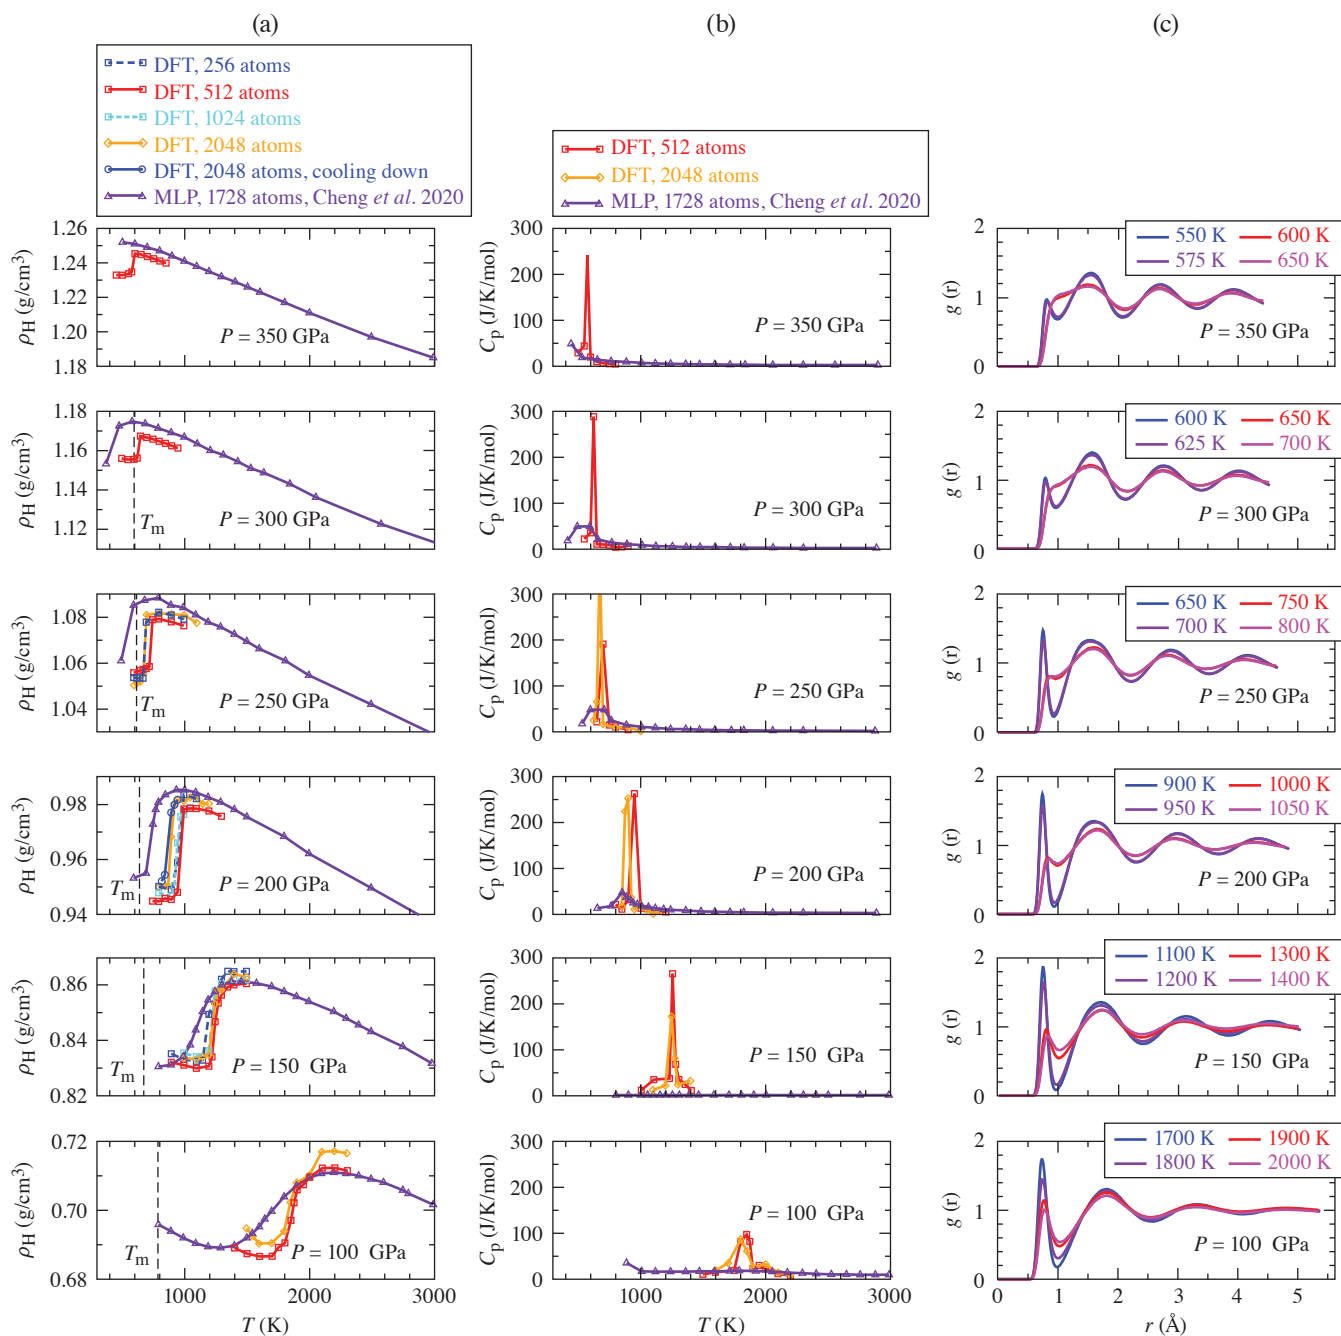 (a)
(b)
(c)
DFT, 256 atoms
DFT, 512 atoms
DFT, 1024 atoms
DFT, 2048 atoms
DFT, 2048 atoms, cooling down
MLP, 1728 atoms, Cheng et al. 2020
DFT, 512 atoms
DFT, 2048 atoms
MLP, 1728 atoms, Cheng et al. 2020
1.26
1.24
1.22
1.20
1.18
ρH (g/cm³)
P = 350 GPa
300
200
100
0
Cp (J/K/mol)
P = 350 GPa
2
1
0
g (r)
550 K 600 K
575 K 650 K
P = 350 GPa
1.18
1.16
1.14
1.12
ρH (g/cm³)
Tm
P = 300 GPa
300
200
100
0
Cp (J/K/mol)
P = 300 GPa
2
1
0
g (r)
600 K 650 K
625 K 700 K
P = 300 GPa
1.08
1.06
1.04
ρH (g/cm³)
Tm
P = 250 GPa
300
200
100
0
Cp (J/K/mol)
P = 250 GPa
2
1
0
g (r)
650 K 750 K
700 K 800 K
P = 250 GPa
0.98
0.96
0.94
ρH (g/cm³)
Tm
P = 200 GPa
300
200
100
0
Cp (J/K/mol)
P = 200 GPa
2
1
0
g (r)
900 K 1000 K
950 K 1050 K
P = 200 GPa
0.86
0.84
0.82
ρH (g/cm³)
Tm
P = 150 GPa
300
200
100
0
Cp (J/K/mol)
P = 150 GPa
2
1
0
g (r)
1100 K 1300 K
1200 K 1400 K
P = 150 GPa
0.72
0.70
0.68
ρH (g/cm³)
Tm
P = 100 GPa
1000 2000 3000
T (K)
300
200
100
0
Cp (J/K/mol)
P = 100 GPa
1000 2000 3000
T (K)
2
1
0
g (r)
1700 K 1900 K
1800 K 2000 K
P = 100 GPa
0 1 2 3 4 5
r (Å)